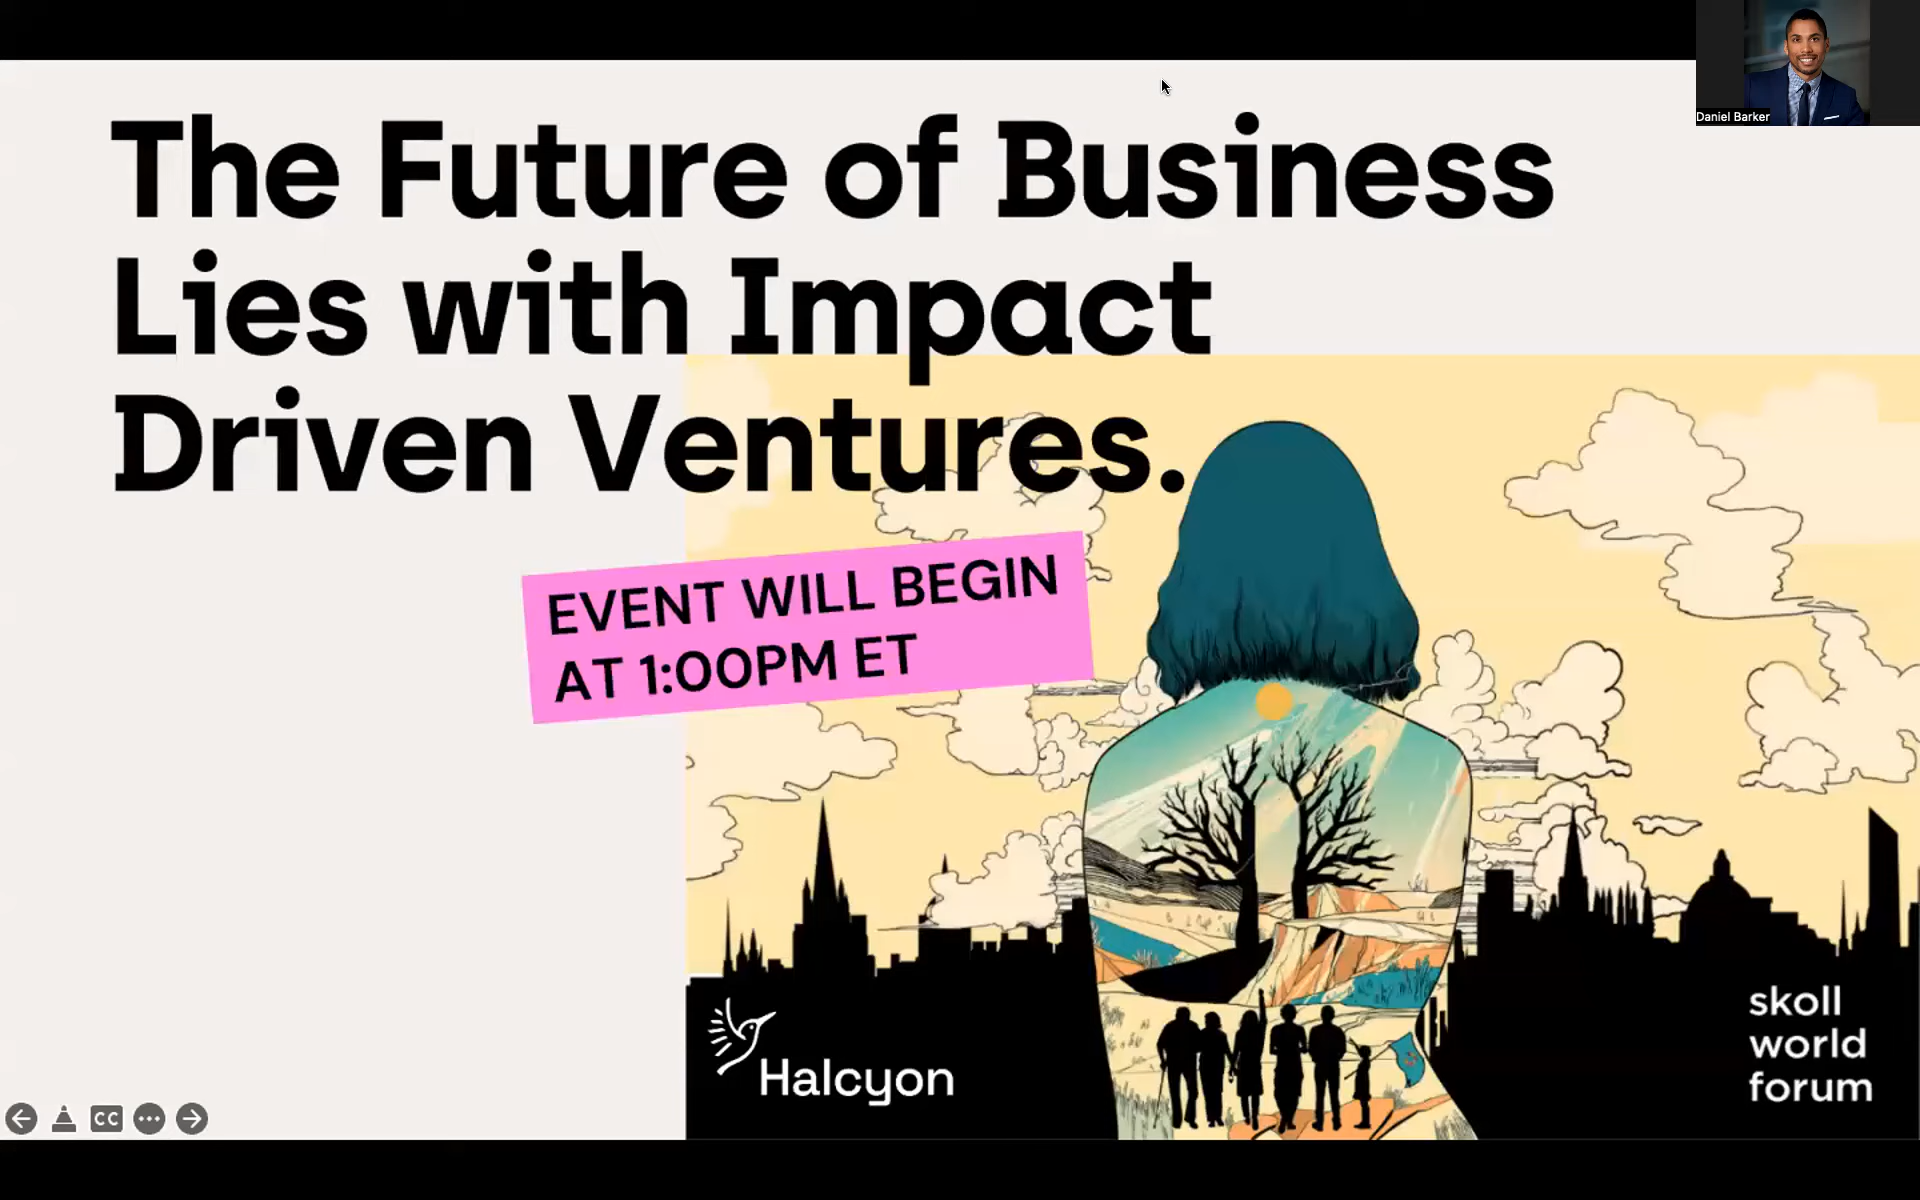 Daniel Barker
The Future of Business
Lies with Impact
Driven Ventures.
EVENT WILL BEGIN
AT 1:00PM ET
Halcyon
skoll
world
forum
CC